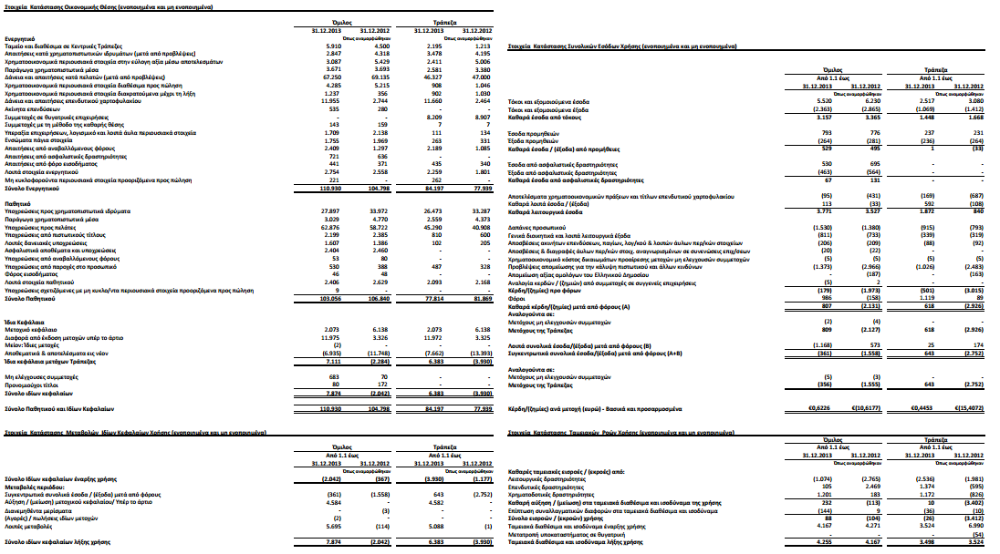 Στοιχεία Κατάστασης Οικονομικής Θέσης (ενοποιημένα και μη ενοποιημένα)
Όμιλος Τράπεζα
31.12.2013 31.12.2012 31.12.2013 31.12.2012
Όπως αναμορφώθηκαν Όπως αναμορφώθηκαν
Ενεργητικό
Ταμείο και διαθέσιμα σε Κεντρικές Τράπεζες 5.910 4.500 2.195 1.213
Απαιτήσεις κατά χρηματοπιστωτικών ιδρυμάτων (μετά από προβλέψεις) 2.847 4.318 3.478 4.195
Χρηματοοικονομικά περιουσιακά στοιχεία στην εύλογη αξία μέσω αποτελεσμάτων 3.087 5.429 2.411 5.006
Παράγωγα χρηματοπιστωτικά μέσα 3.671 3.693 2.581 3.380
Δάνεια και απαιτήσεις κατά πελατών (μετά από προβλέψεις) 67.250 69.135 46.327 47.000
Χρηματοοικονομικά περιουσιακά στοιχεία διαθέσιμα προς πώληση 4.285 5.215 908 1.046
Χρηματοοικονομικά περιουσιακά στοιχεία διακρατούμενα μέχρι τη λήξη 1.237 356 902 1.030
Δάνεια και απαιτήσεις επενδυτικού χαρτοφυλακίου 11.955 2.744 11.660 2.464
Ακίνητα επενδύσεων 535 280 - -
Συμμετοχές σε θυγατρικές επιχειρήσεις - - 8.209 8.907
Συμμετοχές με τη μέθοδο της καθαρής θέσης 143 159 7 7
Υπεραξία επιχειρήσεων, λογισμικό και λοιπά άυλα περιουσιακά στοιχεία 1.709 2.138 111 134
Ενσώματα πάγια στοιχεία 1.755 1.969 263 331
Απαιτήσεις από αναβαλλόμενους φόρους 2.409 1.297 2.189 1.085
Απαιτήσεις από ασφαλιστικές δραστηριότητες 721 636 - -
Απαιτήσεις από φόρο εισοδήματος 441 371 435 340
Λοιπά στοιχεία ενεργητικού 2.754 2.558 2.259 1.801
Μη κυκλοφορούντα περιουσιακά στοιχεία προοριζόμενα προς πώληση 221 - 262 -
Σύνολο Ενεργητικού 110.930 104.798 84.197 77.939
Παθητικό
Υποχρεώσεις προς χρηματοπιστωτικά ιδρύματα 27.897 33.972 26.473 33.287
Παράγωγα χρηματοπιστωτικά μέσα 3.029 4.770 2.559 4.373
Υποχρεώσεις προς πελάτες 62.876 58.722 45.290 40.908
Υποχρεώσεις από πιστωτικούς τίτλους 2.199 2.385 810 600
Λοιπές δανειακές υποχρεώσεις 1.607 1.386 102 205
Ασφαλιστικά αποθέματα και υποχρεώσεις 2.404 2.460 - -
Υποχρεώσεις από αναβαλλόμενους φόρους 53 80 - -
Υποχρεώσεις από παροχές στο προσωπικό 530 388 487 328
Φόρος εισοδήματος 46 48 - -
Λοιπά στοιχεία παθητικού 2.406 2.629 2.093 2.168
Υποχρεώσεις σχετιζόμενες με μη κυκλο/ντα περιουσιακά στοιχεία προοριζόμενα προς πώληση 9 - - -
Σύνολο Παθητικού 103.056 106.840 77.814 81.869
Ίδια Κεφάλαια
Μετοχικό κεφάλαιο 2.073 6.138 2.073 6.138
Διαφορά από έκδοση μετοχών υπέρ το άρτιο 11.975 3.326 11.972 3.325
Μείον: Ίδιες μετοχές (2) - - -
Αποθεματικά & αποτελέσματα εις νέον (6.935) (11.748) (7.662) (13.393)
Ίδια κεφάλαια μετόχων Τράπεζας 7.111 (2.284) 6.383 (3.930)
Μη ελέγχουσες συμμετοχές 683 70 - -
Προνομιούχοι τίτλοι 80 172 - -
Σύνολο ιδίων κεφαλαίων 7.874 (2.042) 6.383 (3.930)
Σύνολο Παθητικού και Ιδίων Κεφαλαίων 110.930 104.798 84.197 77.939
Στοιχεία Κατάστασης Μεταβολών Ιδίων Κεφαλαίων Χρήσης (ενοποιημένα και μη ενοποιημένα)
Όμιλος Τράπεζα
Από 1.1 έως Από 1.1 έως
31.12.2013 31.12.2012 31.12.2013 31.12.2012
Όπως αναμορφώθηκαν Όπως αναμορφώθηκαν
Σύνολο Ιδίων κεφαλαίων έναρξης χρήσης (2.042) (367) (3.930) (1.177)
Μεταβολές περιόδου:
Συγκεντρωτικά συνολικά έσοδα / (έξοδα) μετά από φόρους (361) (1.558) 643 (2.752)
Αύξηση / (μείωση) μετοχικού κεφαλαίου/ Υπέρ το άρτιο 4.584 - 4.582 -
Διανεμηθέντα μερίσματα - (3) - -
(Αγορές) / πωλήσεις ιδίων μετοχών (2) - - -
Λοιπές μεταβολές 5.695 (114) 5.088 (1)
Σύνολο ιδίων κεφαλαίων λήξης χρήσης 7.874 (2.042) 6.383 (3.930)
Στοιχεία Κατάστασης Συνολικών Εσόδων Χρήσης (ενοποιημένα και μη ενοποιημένα)
Όμιλος Τράπεζα
Από 1.1 έως Από 1.1 έως
31.12.2013 31.12.2012 31.12.2013 31.12.2012
Όπως αναμορφώθηκαν Όπως αναμορφώθηκαν
Τόκοι και εξομοιούμενα έσοδα 5.520 6.230 2.517 3.080
Τόκοι και εξομοιούμενα έξοδα (2.363) (2.865) (1.069) (1.412)
Καθαρά έσοδα από τόκους 3.157 3.365 1.448 1.668
Έσοδα προμηθειών 793 776 237 231
Έξοδα προμηθειών (264) (281) (236) (264)
Καθαρά έσοδα / (έξοδα) από προμήθειες 529 495 1 (33)
Έσοδα από ασφαλιστικές δραστηριότητες 530 695 - -
Έξοδα από ασφαλιστικές δραστηριότητες (463) (564) - -
Καθαρά έσοδα από ασφαλιστικές δραστηριότητες 67 131 - -
Αποτελέσματα χρηματοοικονομικών πράξεων και τίτλων επενδυτικού χαρτοφυλακίου (95) (431) (169) (687)
Καθαρά λοιπά έσοδα / (έξοδα) 113 (33) 592 (108)
Καθαρά λειτουργικά έσοδα 3.771 3.527 1.872 840
Δαπάνες προσωπικού (1.530) (1.380) (915) (793)
Γενικά διοικητικά και λοιπά λειτουργικά έξοδα (811) (733) (339) (319)
Αποσβέσεις ακινήτων επενδύσεων, παγίων, λογ/κού & λοιπών άυλων περ/κών στοιχείων (206) (209) (88) (92)
Αποσβέσεις & διαγραφές άυλων περ/κών στοιχ. αναγνωρισμένων σε συνενώσεις επιχ/σεων (20) (22) - -
Χρηματοοικονομικό κόστος δικαιωμάτων προαίρεσης μετοχών μη ελεγχουσών συμμετοχών (5) (5) (5) (5)
Προβλέψεις απομείωσης για την κάλυψη πιστωτικού και άλλων κινδύνων (1.373) (2.966) (1.026) (2.483)
Απομείωση αξίας ομολόγων του Ελληνικού Δημοσίου - (187) - (163)
Αναλογία κερδών / (ζημιών) από συμμετοχές σε συγγενείς επιχειρήσεις (5) 2 - -
Κέρδη/(ζημίες) προ φόρων (179) (1.973) (501) (3.015)
Φόροι 986 (158) 1.119 89
Καθαρά κέρδη/(ζημίες) μετά από φόρους (Α) 807 (2.131) 618 (2.926)
Αναλογούντα σε:
Μετόχους μη ελεγχουσών συμμετοχών (2) (4) - -
Μετόχους της Τράπεζας 809 (2.127) 618 (2.926)
Λοιπά συνολικά έσοδα/(έξοδα) μετά από φόρους (Β) (1.168) 573 25 174
Συγκεντρωτικά συνολικά έσοδα/(έξοδα) μετά από φόρους (Α+Β) (361) (1.558) 643 (2.752)
Αναλογούντα σε:
Μετόχους μη ελεγχουσών συμμετοχών (5) (3) - -
Μετόχους της Τράπεζας (356) (1.555) 643 (2.752)
Κέρδη/(ζημίες) ανά μετοχή (ευρώ) - Βασικά και προσαρμοσμένα €0,6226 €(10,6177) €0,4453 €(15,4072)
Στοιχεία Κατάστασης Ταμειακών Ροών Χρήσης (ενοποιημένα και μη ενοποιημένα)
Όμιλος Τράπεζα
Από 1.1 έως Από 1.1 έως
31.12.2013 31.12.2012 31.12.2013 31.12.2012
Όπως αναμορφώθηκαν Όπως αναμορφώθηκαν
Καθαρές ταμειακές εισροές / (εκροές) από:
Λειτουργικές δραστηριότητες (1.074) (2.765) (2.536) (1.981)
Επενδυτικές δραστηριότητες 105 2.469 1.374 (595)
Χρηματοδοτικές δραστηριότητες 1.201 183 1.172 (826)
Καθαρή αύξηση / (μείωση) στα ταμειακά διαθέσιμα και ισοδύναμα της χρήσης 232 (113) 10 (3.402)
Επίπτωση συναλλαγματικών διαφορών στα ταμειακά διαθέσιμα και ισοδύναμα (144) 9 (36) (10)
Σύνολο εισροών / (εκροών) χρήσης 88 (104) (26) (3.412)
Ταμειακά διαθέσιμα και ισοδύναμα έναρξης χρήσης 4.167 4.271 3.524 6.990
Μετατροπή υποκαταστήματος σε θυγατρική - - - (54)
Ταμειακά διαθέσιμα και ισοδύναμα λήξης χρήσης 4.255 4.167 3.498 3.524